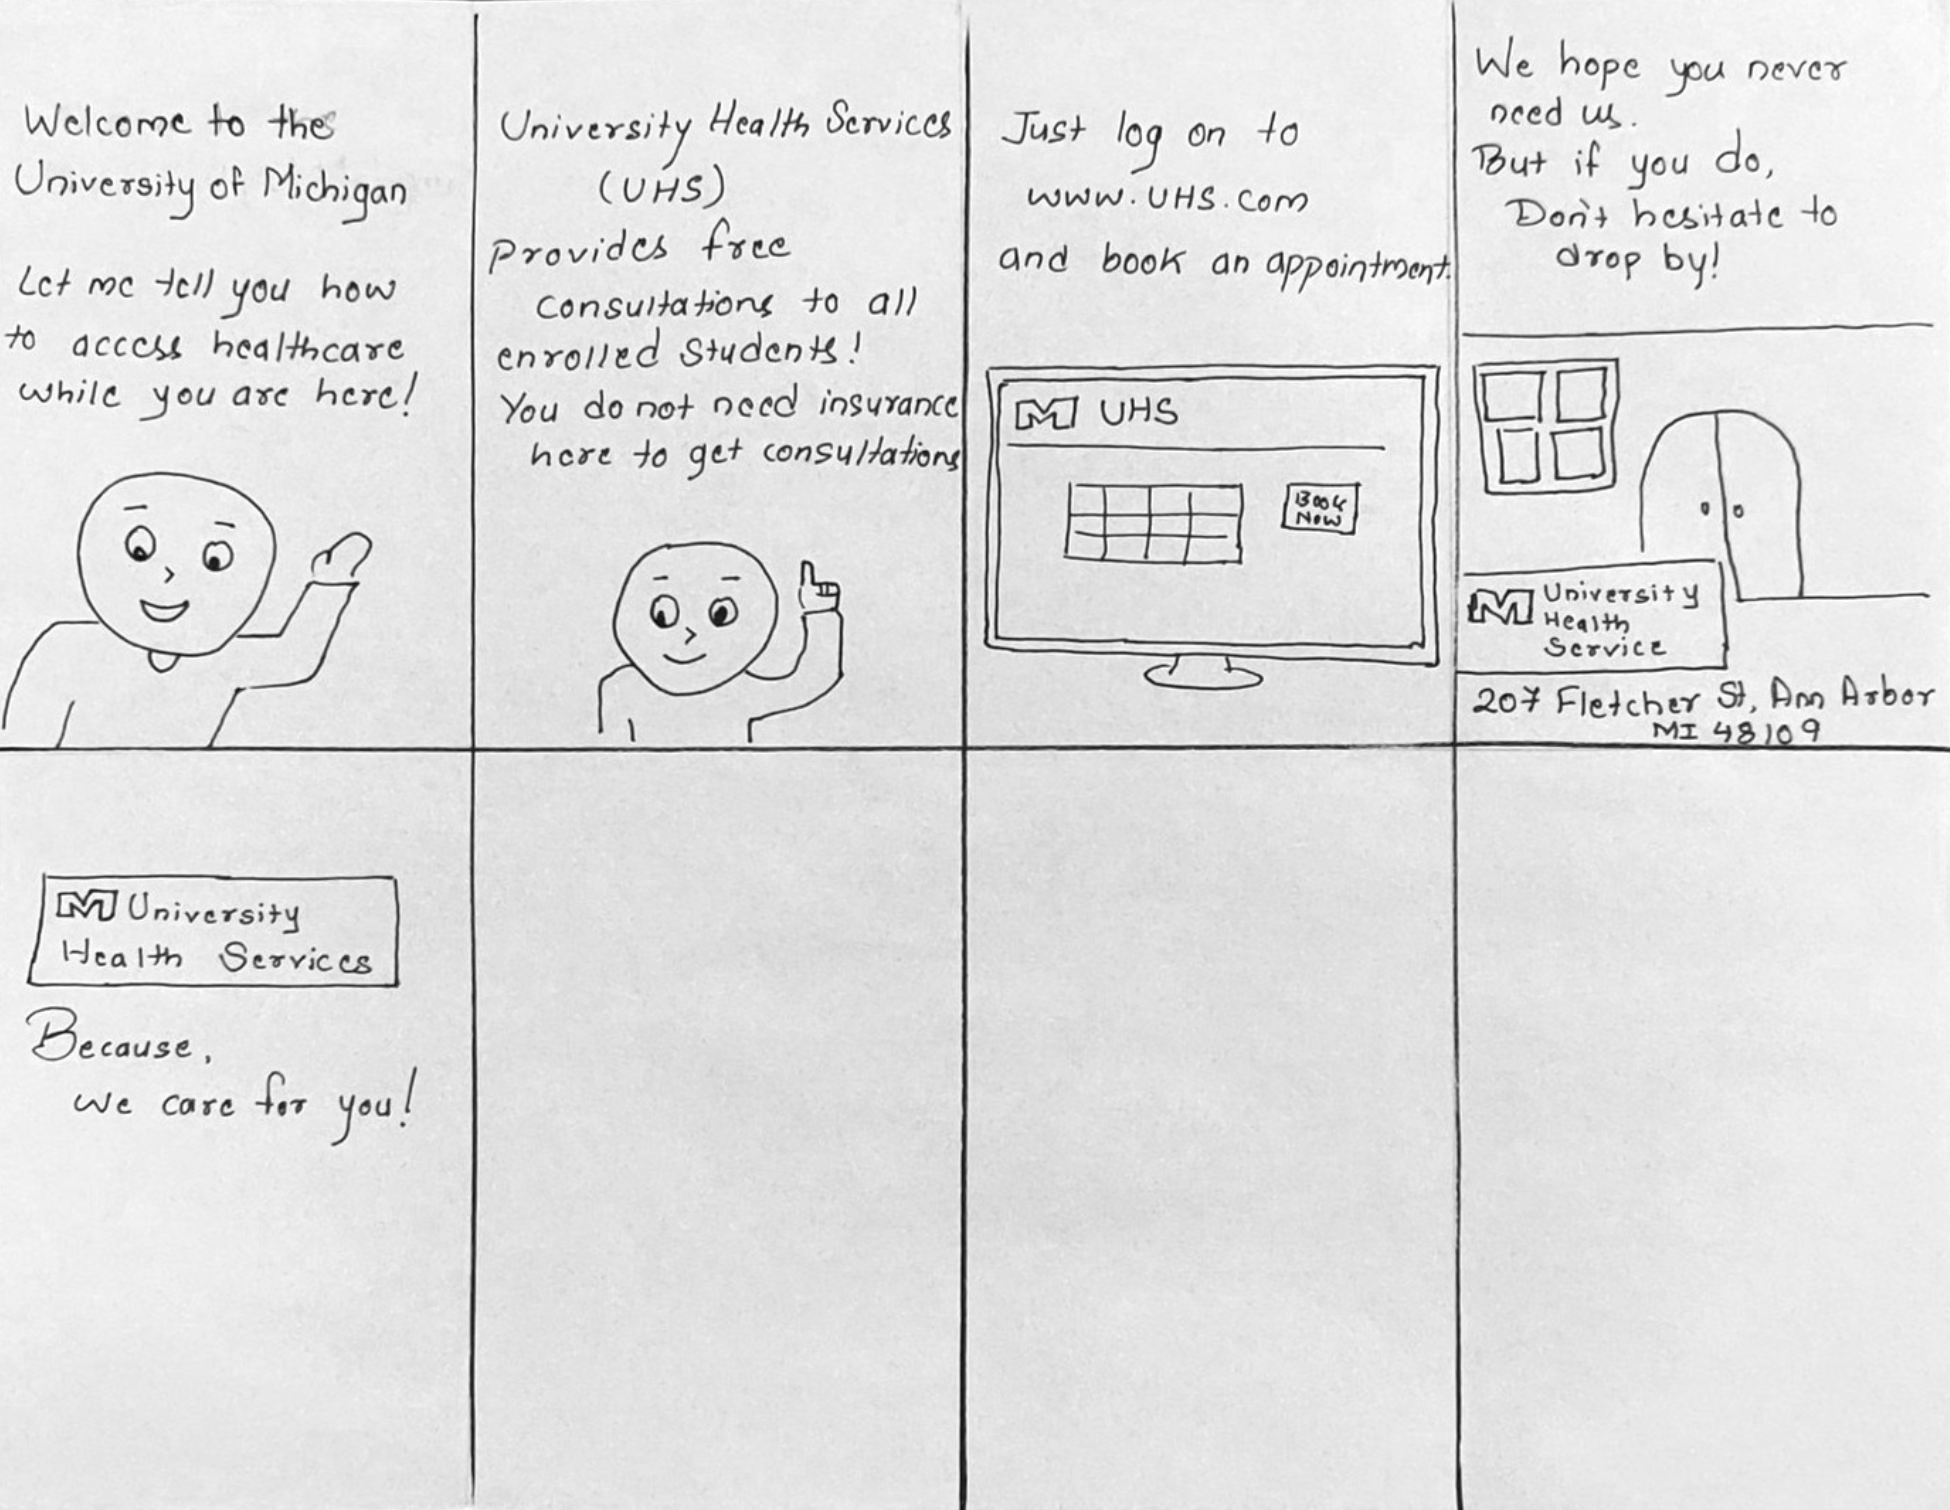 Welcome to the
University of Michigan
Let me tell you how
to access healthcare
while you are here!
University Health Services
(UHS)
Provides free
consultations to all
enrolled students!
You do not need insurance
here to get consultations
Just log on to
www.UHS.com
and book an appointment.
M UHS
Book
Now
We hope you never
need us.
But if you do,
Don't hesitate to
drop by!
M University
Health
Service
207 Fletcher St, Ann Arbor
MI 48109
M University
Health Services
Because,
we care for you!